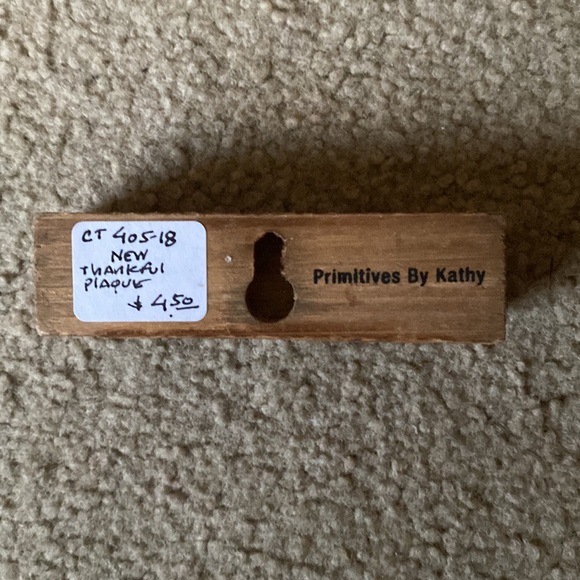 CT 405-18
NEW
THANKFUl
PlAQUE
$ 4.50
Primitives By Kathy